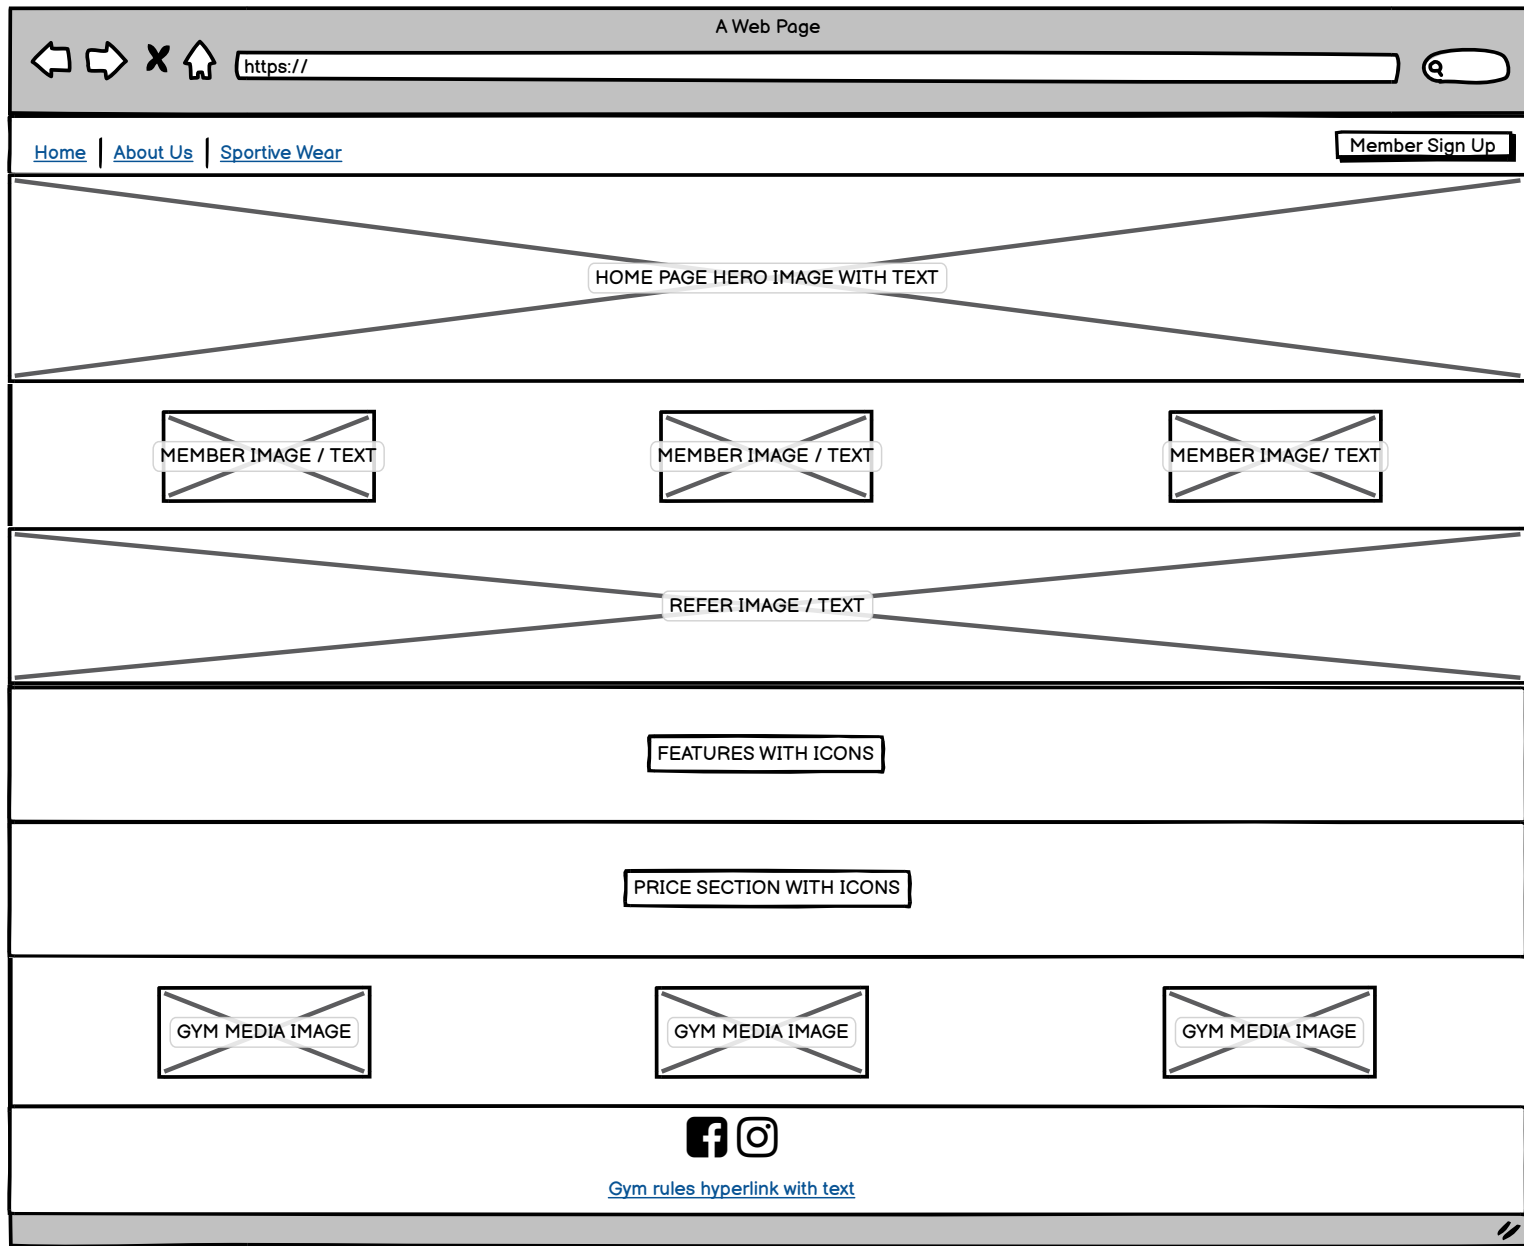 A Web Page
https://
Home
About Us
Sportive Wear
Member Sign Up
HOME PAGE HERO IMAGE WITH TEXT
MEMBER IMAGE / TEXT
MEMBER IMAGE / TEXT
MEMBER IMAGE/ TEXT
REFER IMAGE / TEXT
FEATURES WITH ICONS
PRICE SECTION WITH ICONS
GYM MEDIA IMAGE
GYM MEDIA IMAGE
GYM MEDIA IMAGE
Gym rules hyperlink with text